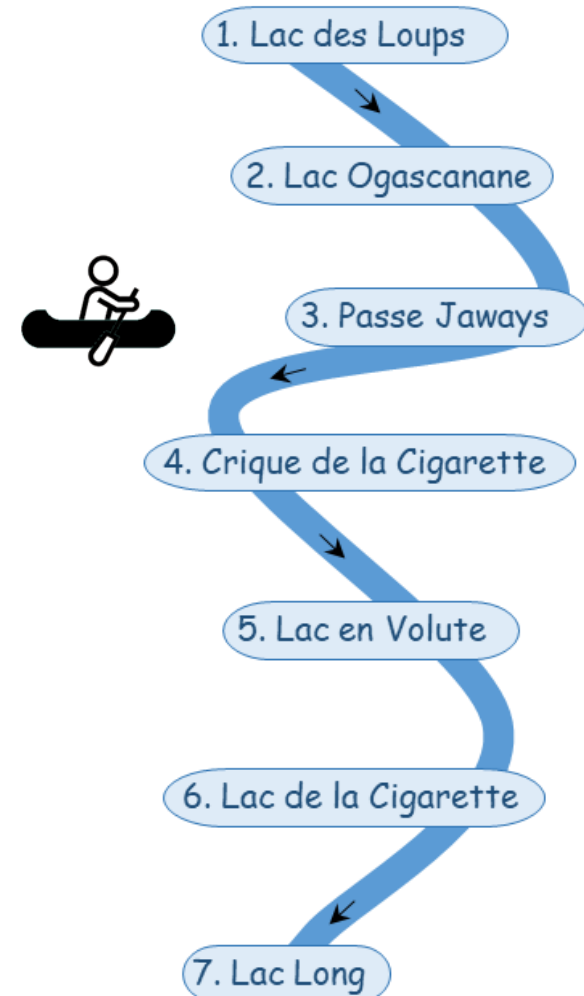 1. Lac des Loups
2. Lac Ogascanane
3. Passe Jaways
4. Crique de la Cigarette
5. Lac en Volute
6. Lac de la Cigarette
7. Lac Long